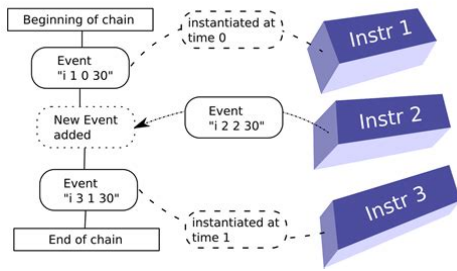 Beginning of chain
instantiated at
time 0
Instr 1
Event
"i 1 0 30"
New Event
added
Event
"i 2 2 30"
Instr 2
Event
"i 3 1 30"
instantiated at
time 1
Instr 3
End of chain